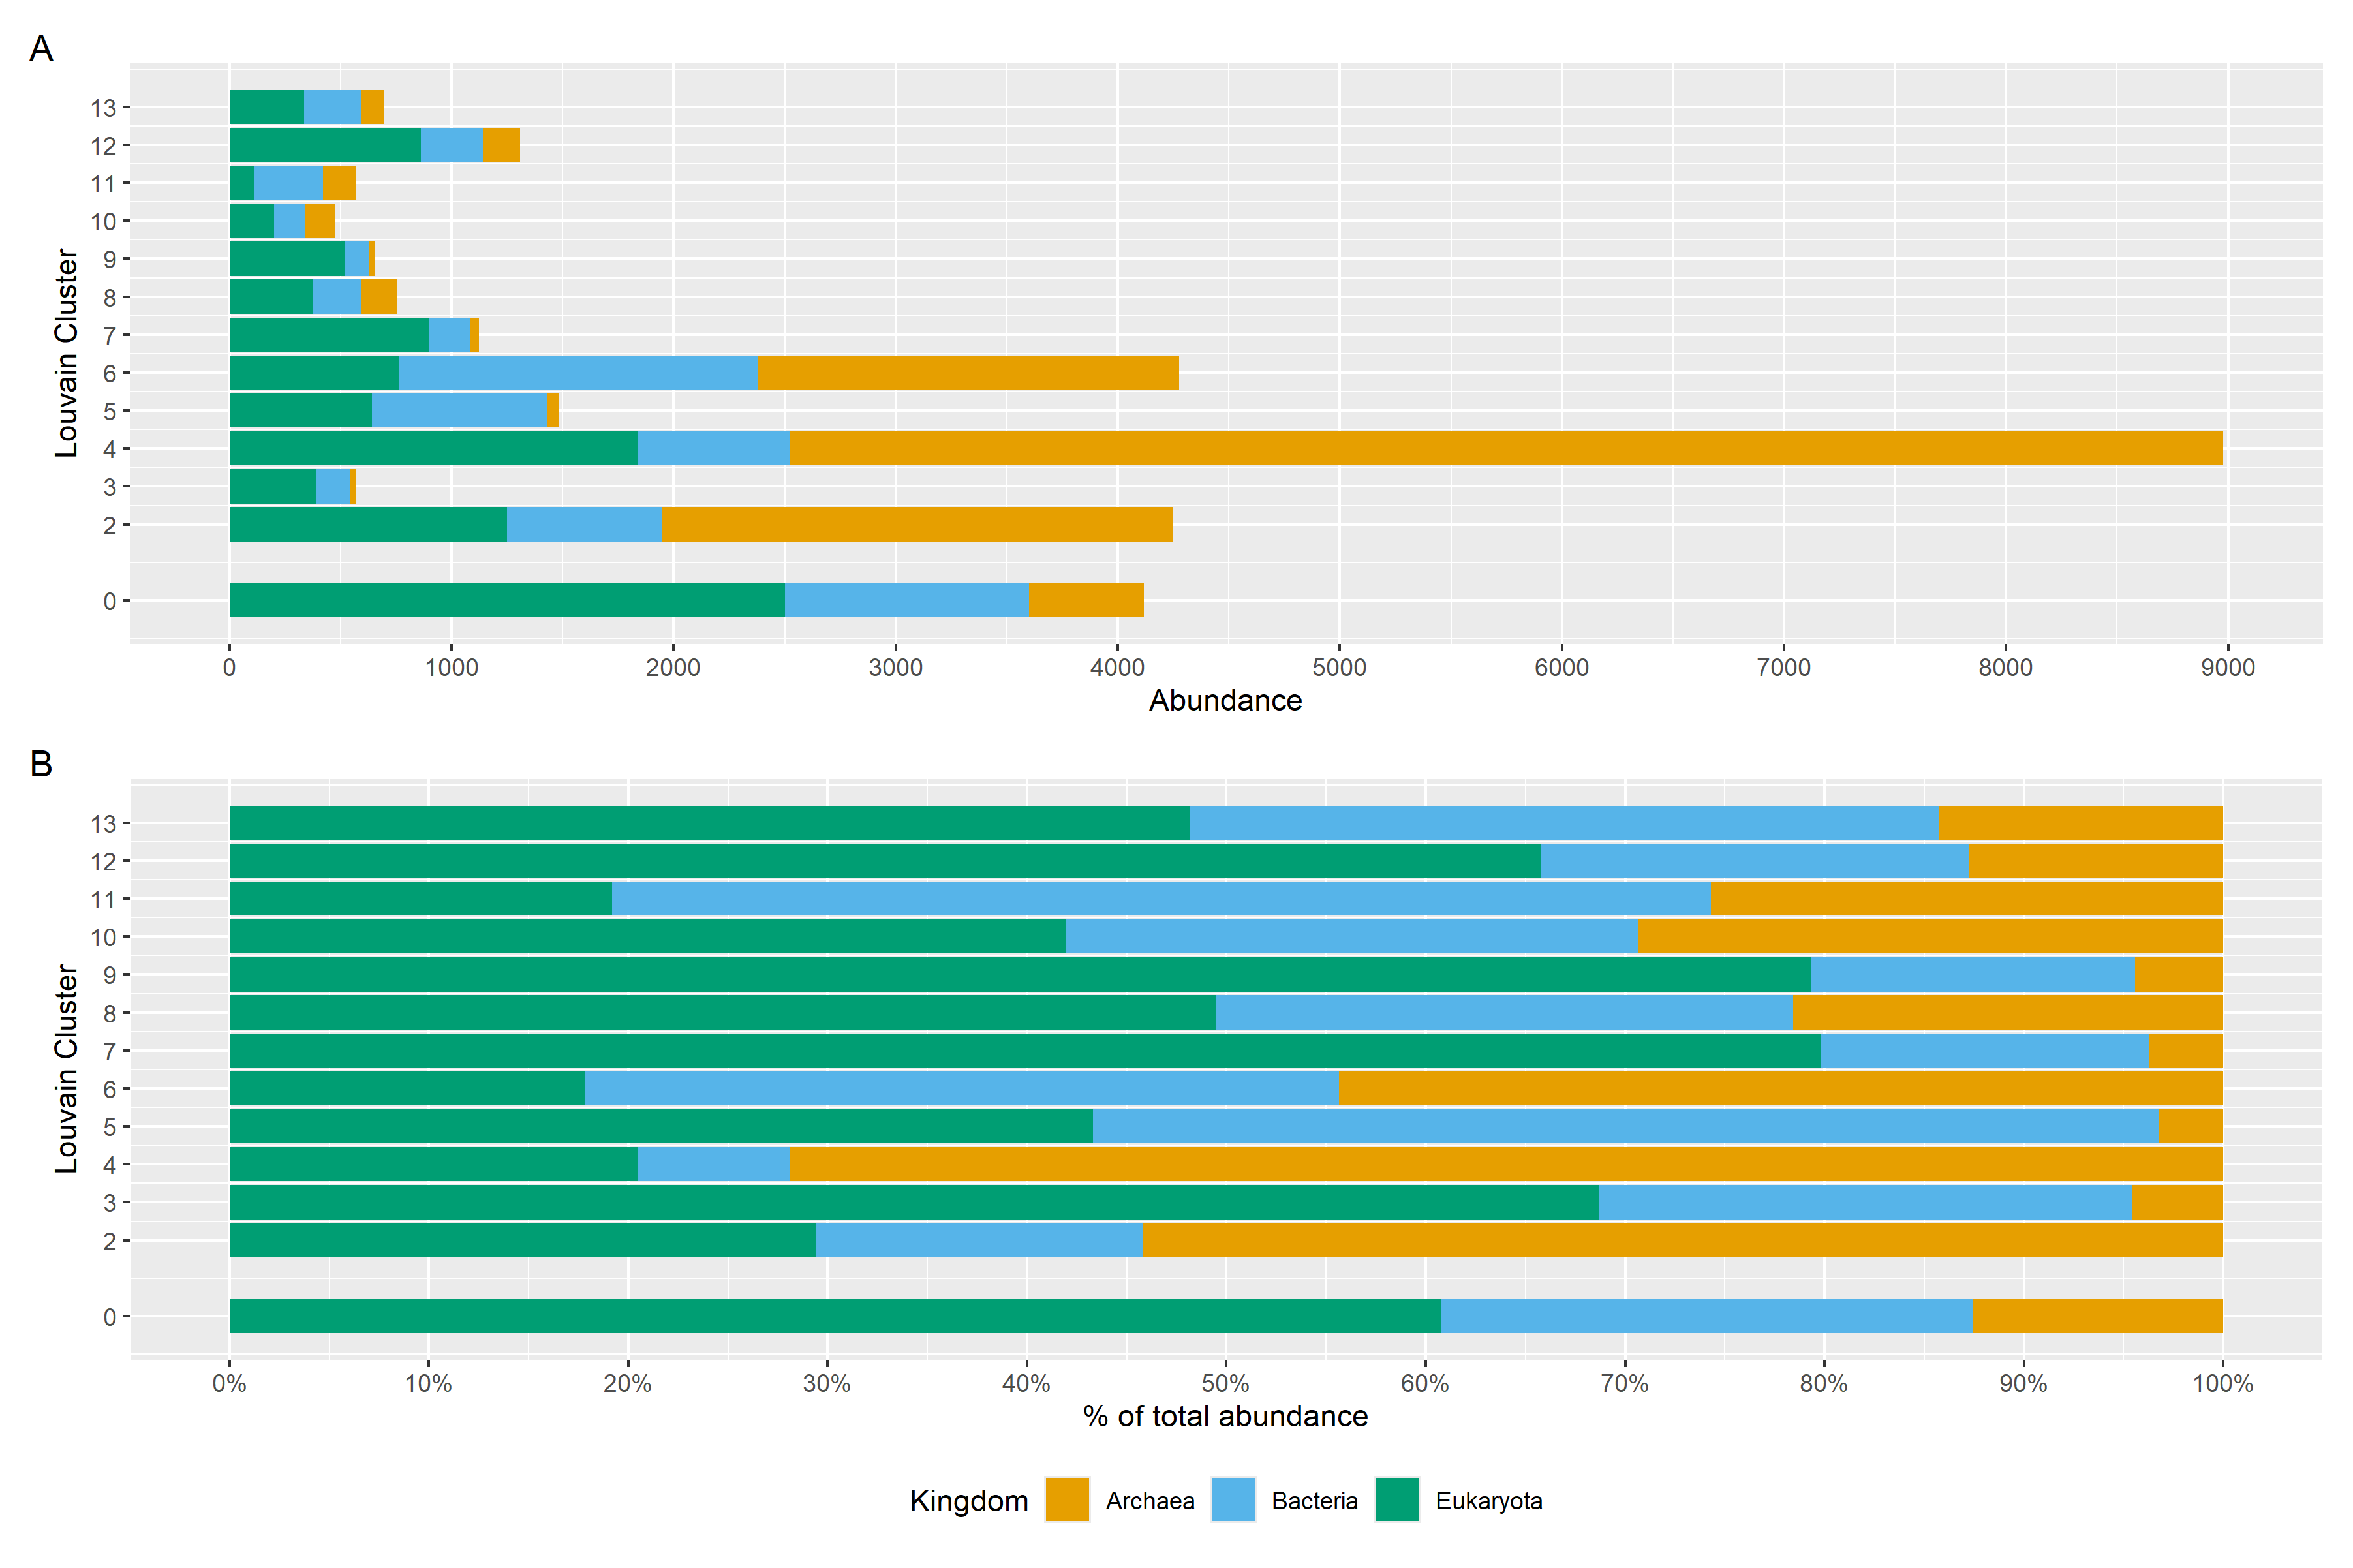 A
Louvain Cluster
13
12
11
10
9
8
7
6
5
4
3
2
0
0 1000 2000 3000 4000 5000 6000 7000 8000 9000
Abundance
B
Louvain Cluster
13
12
11
10
9
8
7
6
5
4
3
2
0
0% 10% 20% 30% 40% 50% 60% 70% 80% 90% 100%
% of total abundance
Kingdom Archaea Bacteria Eukaryota